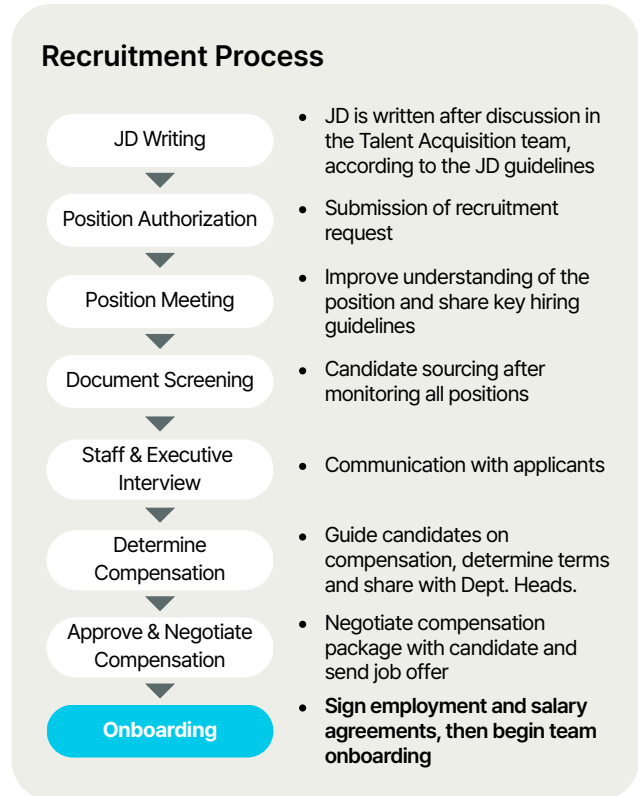 Recruitment Process
JD Writing
• JD is written after discussion in
the Talent Acquisition team,
according to the JD guidelines
Position Authorization
• Submission of recruitment
request
Position Meeting
• Improve understanding of the
position and share key hiring
guidelines
Document Screening
• Candidate sourcing after
monitoring all positions
Staff & Executive
Interview
• Communication with applicants
Determine
Compensation
• Guide candidates on
compensation, determine terms
and share with Dept. Heads.
Approve & Negotiate
Compensation
• Negotiate compensation
package with candidate and
send job offer
Onboarding
• Sign employment and salary
agreements, then begin team
onboarding